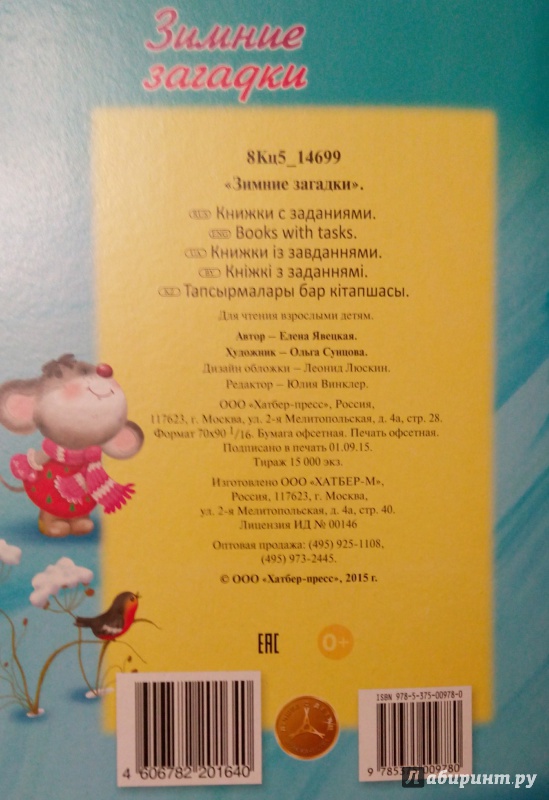 Зимние
загадки
8Кц5_14699
«Зимние загадки».
RUS Книжки с заданиями.
ENG Books with tasks.
UA Книжки із завданнями.
BY Кніжкі з заданнямі.
KZ Тапсырмалары бар кітапшасы.
Для чтения взрослыми детям.
Автор – Елена Явецкая.
Художник – Ольга Сунцова.
Дизайн обложки – Леонид Люскин.
Редактор – Юлия Винклер.
ООО «Хатбер-пресс», Россия,
117623, г. Москва, ул. 2-я Мелитопольская, д. 4а, стр. 28.
Формат 70х90 1/16. Бумага офсетная. Печать офсетная.
Подписано в печать 01.09.15.
Тираж 15 000 экз.
Изготовлено ООО «ХАТБЕР-М»,
Россия, 117623, г. Москва,
ул. 2-я Мелитопольская, д. 4а, стр. 40.
Лицензия ИД № 00146
Оптовая продажа: (495) 925-1108,
(495) 973-2445.
© ООО «Хатбер-пресс», 2015 г.
EAC 0+
ISBN 978-5-375-00978-0
4 606782 201640
Лабиринт.ру